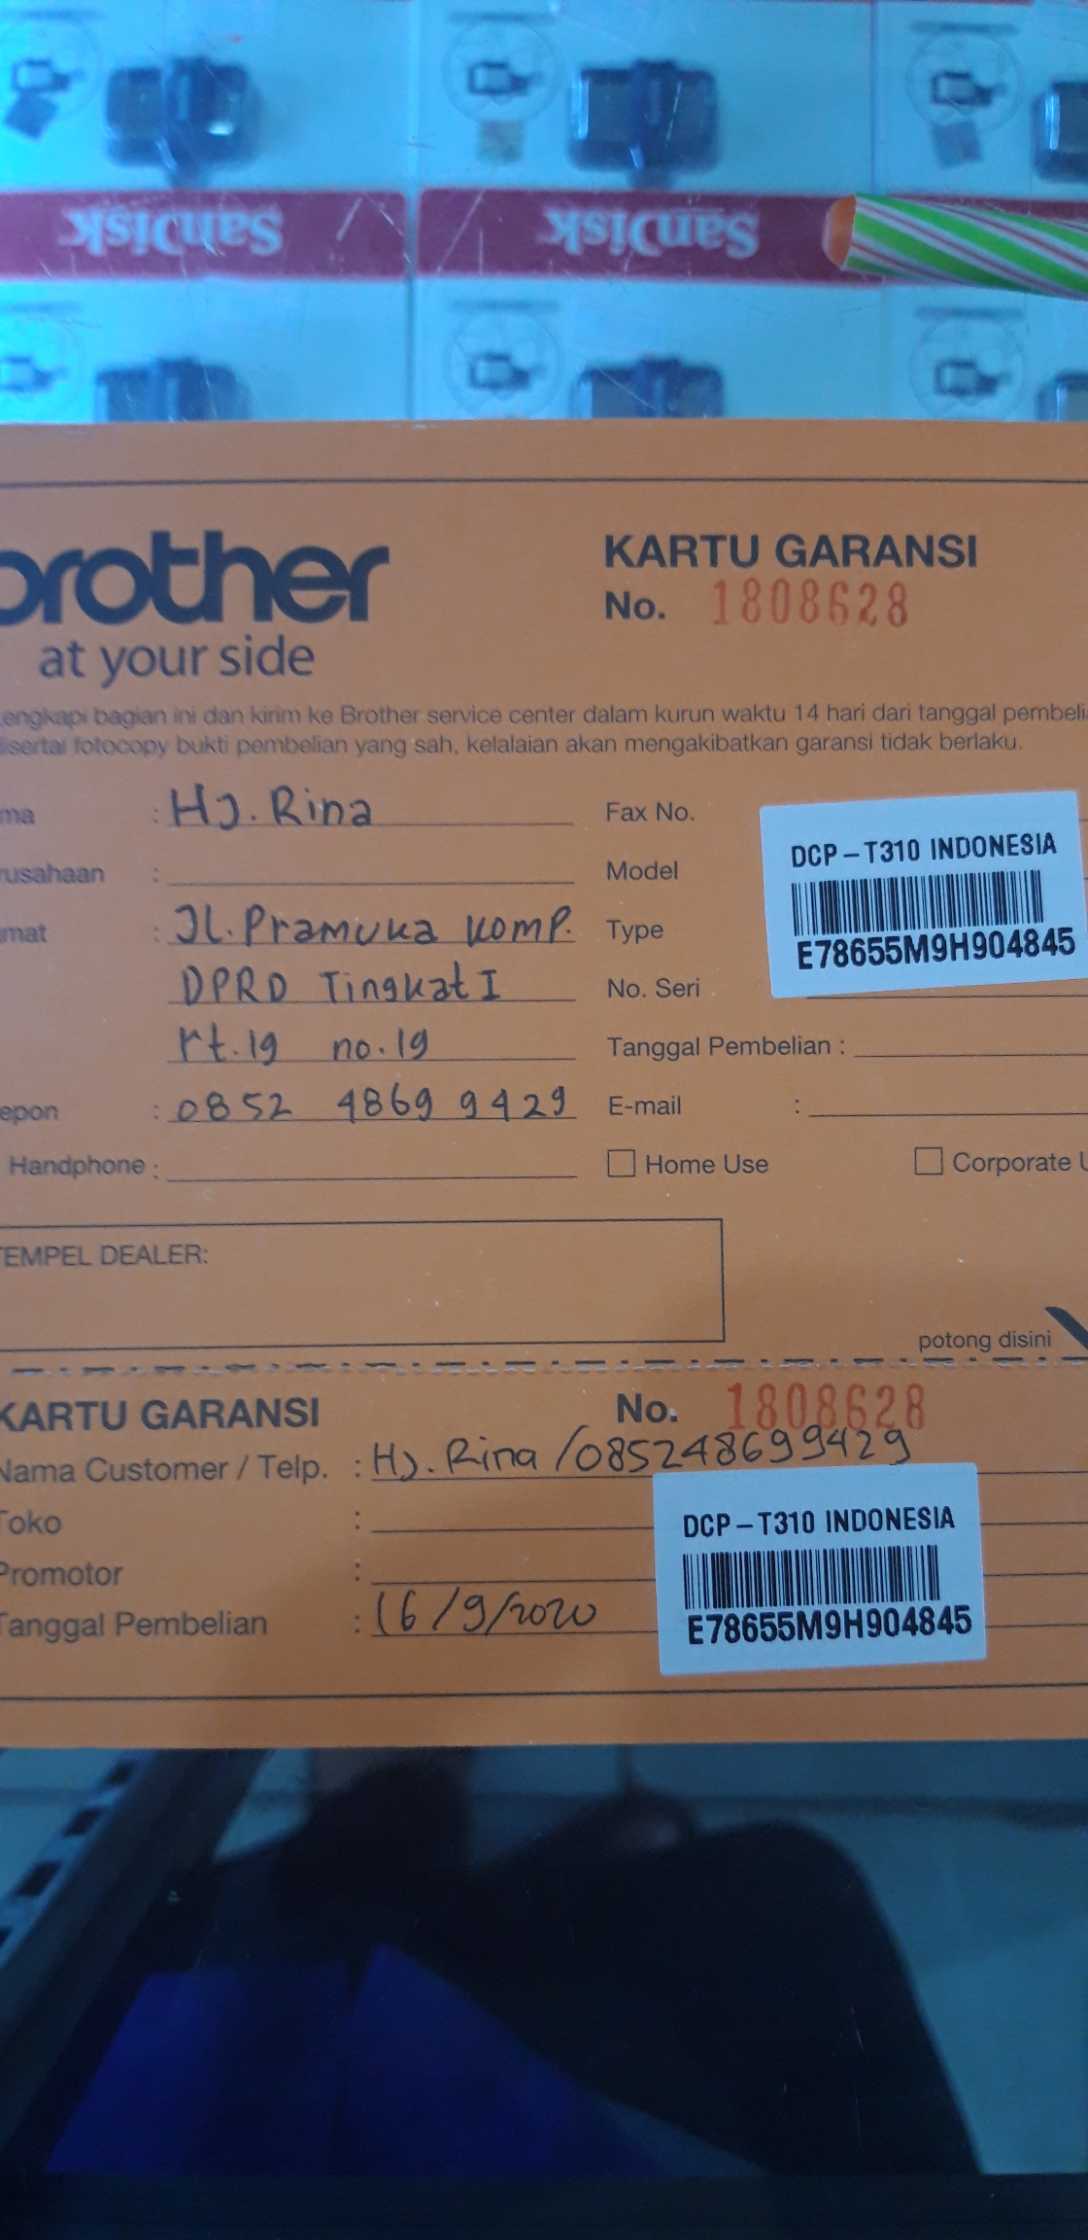 SanDisk SanDisk
brother
at your side
KARTU GARANSI
No. 1808628
engkapi bagian ini dan kirim ke Brother service center dalam kurun waktu 14 hari dari tanggal pembeli
disertai fotocopy bukti pembelian yang sah, kelalaian akan mengakibatkan garansi tidak berlaku.
ma : HJ. Rina
rusahaan :
mat : Jl. Pramuka Komp.
DPRD Tingkat I
rt.19 no.19
epon : 0852 4869 9429
Handphone :
Fax No.
Model
Type
No. Seri
DCP-T310 INDONESIA
E78655M9H904845
Tanggal Pembelian :
E-mail :
Home Use Corporate U
TEMPEL DEALER:
potong disini
KARTU GARANSI No. 1808628
Nama Customer / Telp. : HJ. Rina /085248699429
Toko :
Promotor :
Tanggal Pembelian : 16/9/2020
DCP-T310 INDONESIA
E78655M9H904845